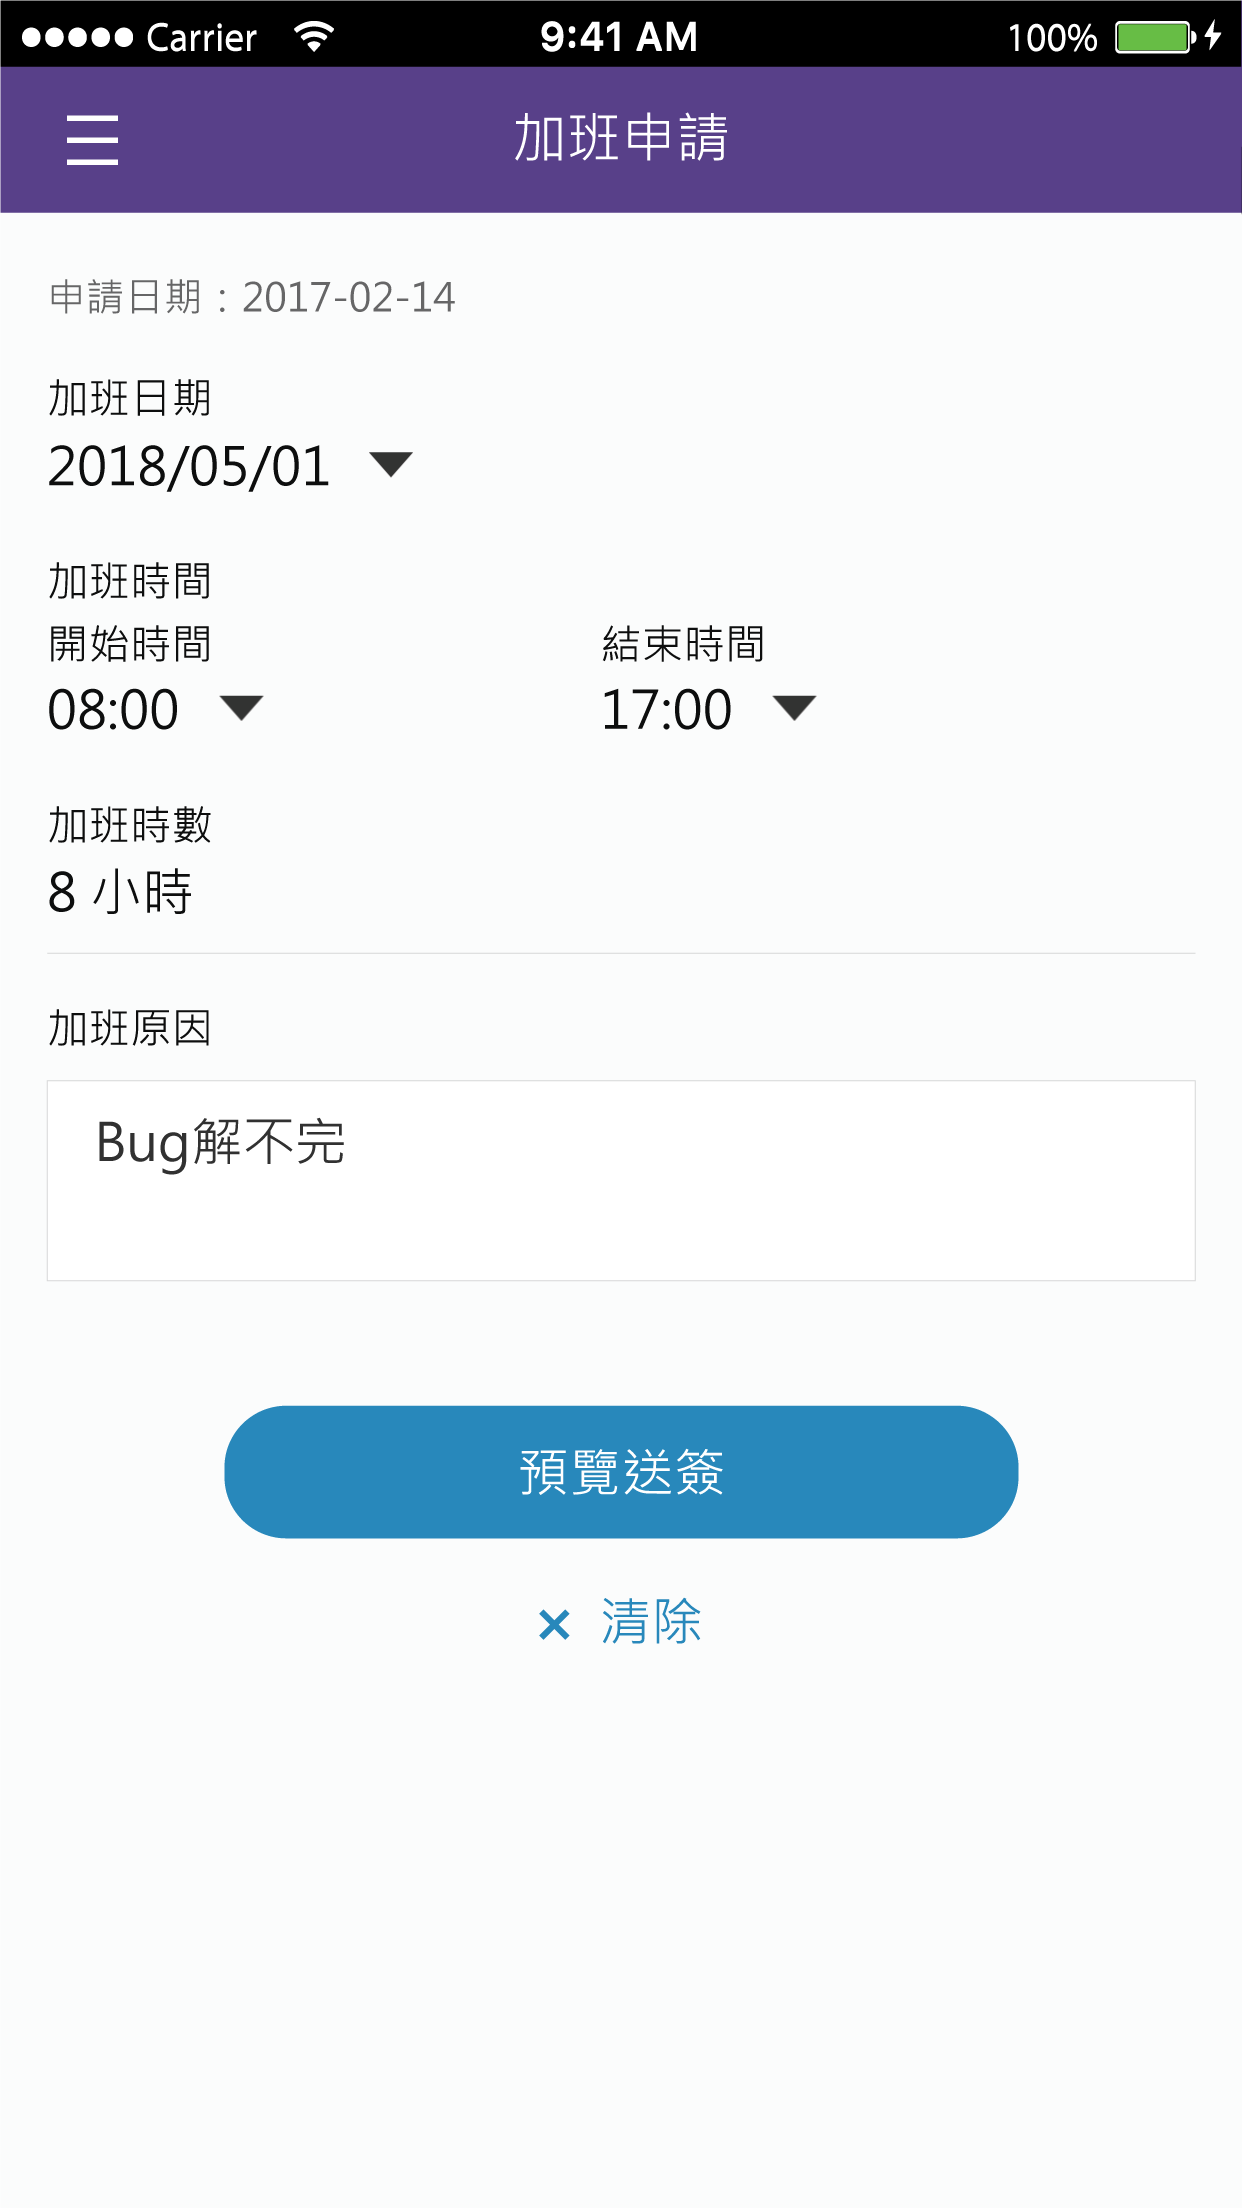 Carrier 9:41 AM 100%
加班申請
申請日期：2017-02-14
加班日期
2018/05/01
加班時間
開始時間 結束時間
08:00 17:00
加班時數
8 小時
加班原因
Bug解不完
預覽送簽
× 清除